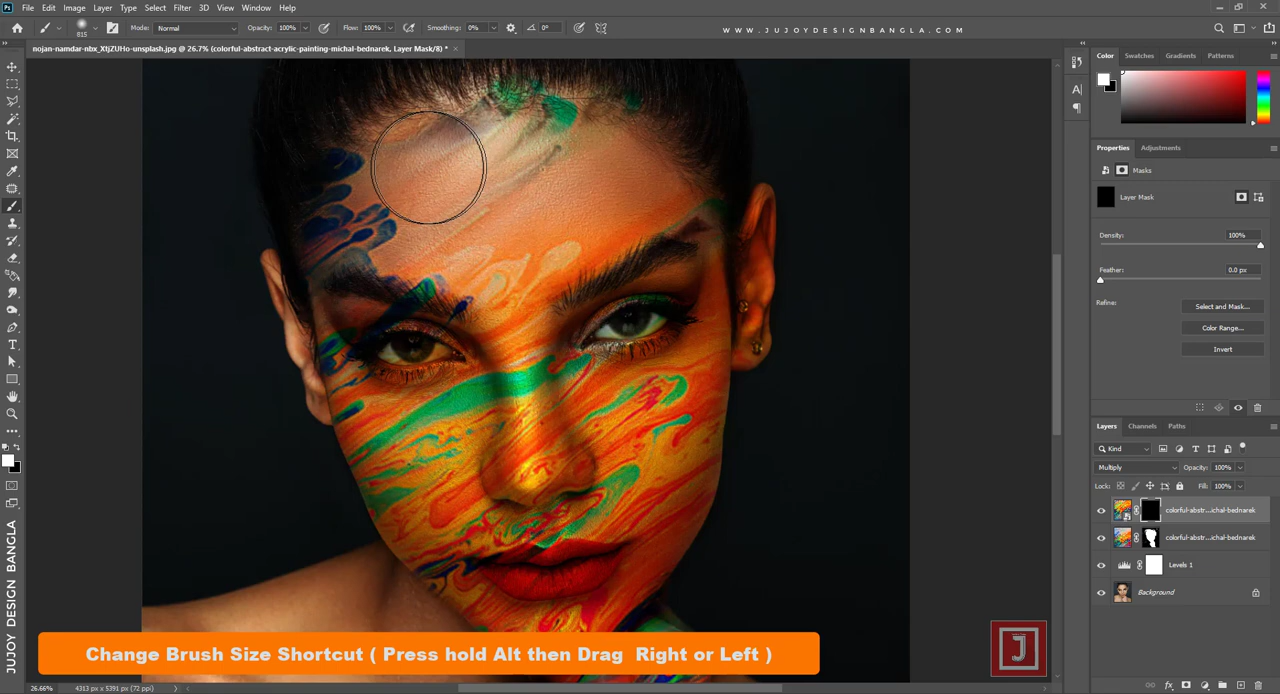 Ps File Edit Image Layer Type Select Filter 3D View Window Help
815 Mode: Normal Opacity: 100% Flow: 100% Smoothing: 0% 0°
nojan-namdar-nbx_XtjZUHo-unsplash.jpg @ 26.7% (colorful-abstract-acrylic-painting-michal-bednarek, Layer Mask/8) *
WWW.JUJOYDESIGNBANGLA.COM
Color Swatches Gradients Patterns
Properties Adjustments
Masks
Layer Mask
Density: 100%
Feather: 0.0 px
Refine: Select and Mask...
Color Range...
Invert
Layers Channels Paths
Kind
Multiply Opacity: 100%
Lock: Fill: 100%
colorful-abstr...ichal-bednarek
colorful-abstr...ichal-bednarek
Levels 1
Background
JUJOY DESIGN BANGLA
Change Brush Size Shortcut ( Press hold Alt then Drag Right or Left )
J
26.66% 4313 px x 5391 px (72 ppi)